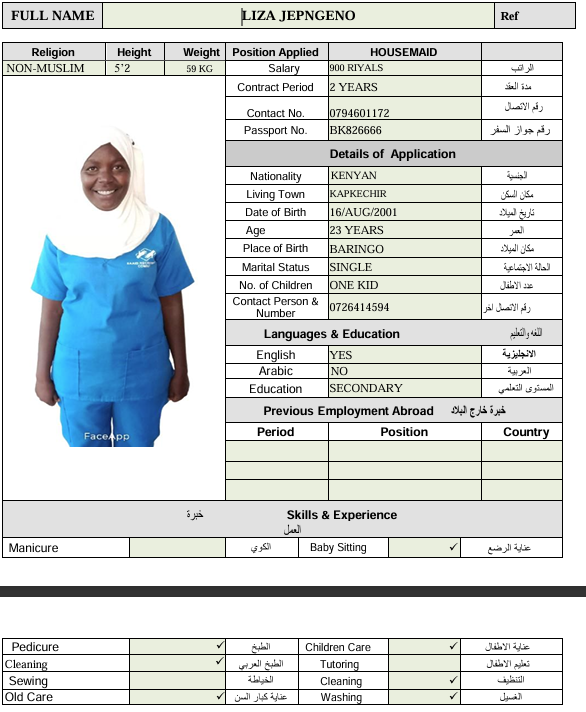 FULL NAME LIZA JEPNGENO Ref
Religion Height Weight Position Applied HOUSEMAID
NON-MUSLIM 5’2 59 KG Salary 900 RIYALS الراتب
Contract Period 2 YEARS مدة العقد
Contact No. 0794601172 رقم الاتصال
Passport No. BK826666 رقم جواز السفر
Details of Application
Nationality KENYAN الجنسية
Living Town KAPKECHIR مكان السكن
Date of Birth 16/AUG/2001 تاريخ الميلاد
Age 23 YEARS العمر
Place of Birth BARINGO مكان الميلاد
Marital Status SINGLE الحالة الاجتماعية
No. of Children ONE KID عدد الاطفال
Contact Person & Number 0726414594 رقم الاتصال اخر
Languages & Education اللغه والتعليم
English YES الانجليزية
Arabic NO العربية
Education SECONDARY المستوى التعلمي
Previous Employment Abroad خبرة خارج البلاد
FaceApp
Period Position Country
خبرة Skills & Experience
العمل
Manicure الكوي Baby Sitting ✓ عناية الرضع
Pedicure ✓ الطبخ Children Care ✓ عناية الاطفال
Cleaning ✓ الطبخ العربي Tutoring تعليم الاطفال
Sewing الخياطة Cleaning ✓ التنظيف
Old Care ✓ عناية كبار السن Washing ✓ الغسيل